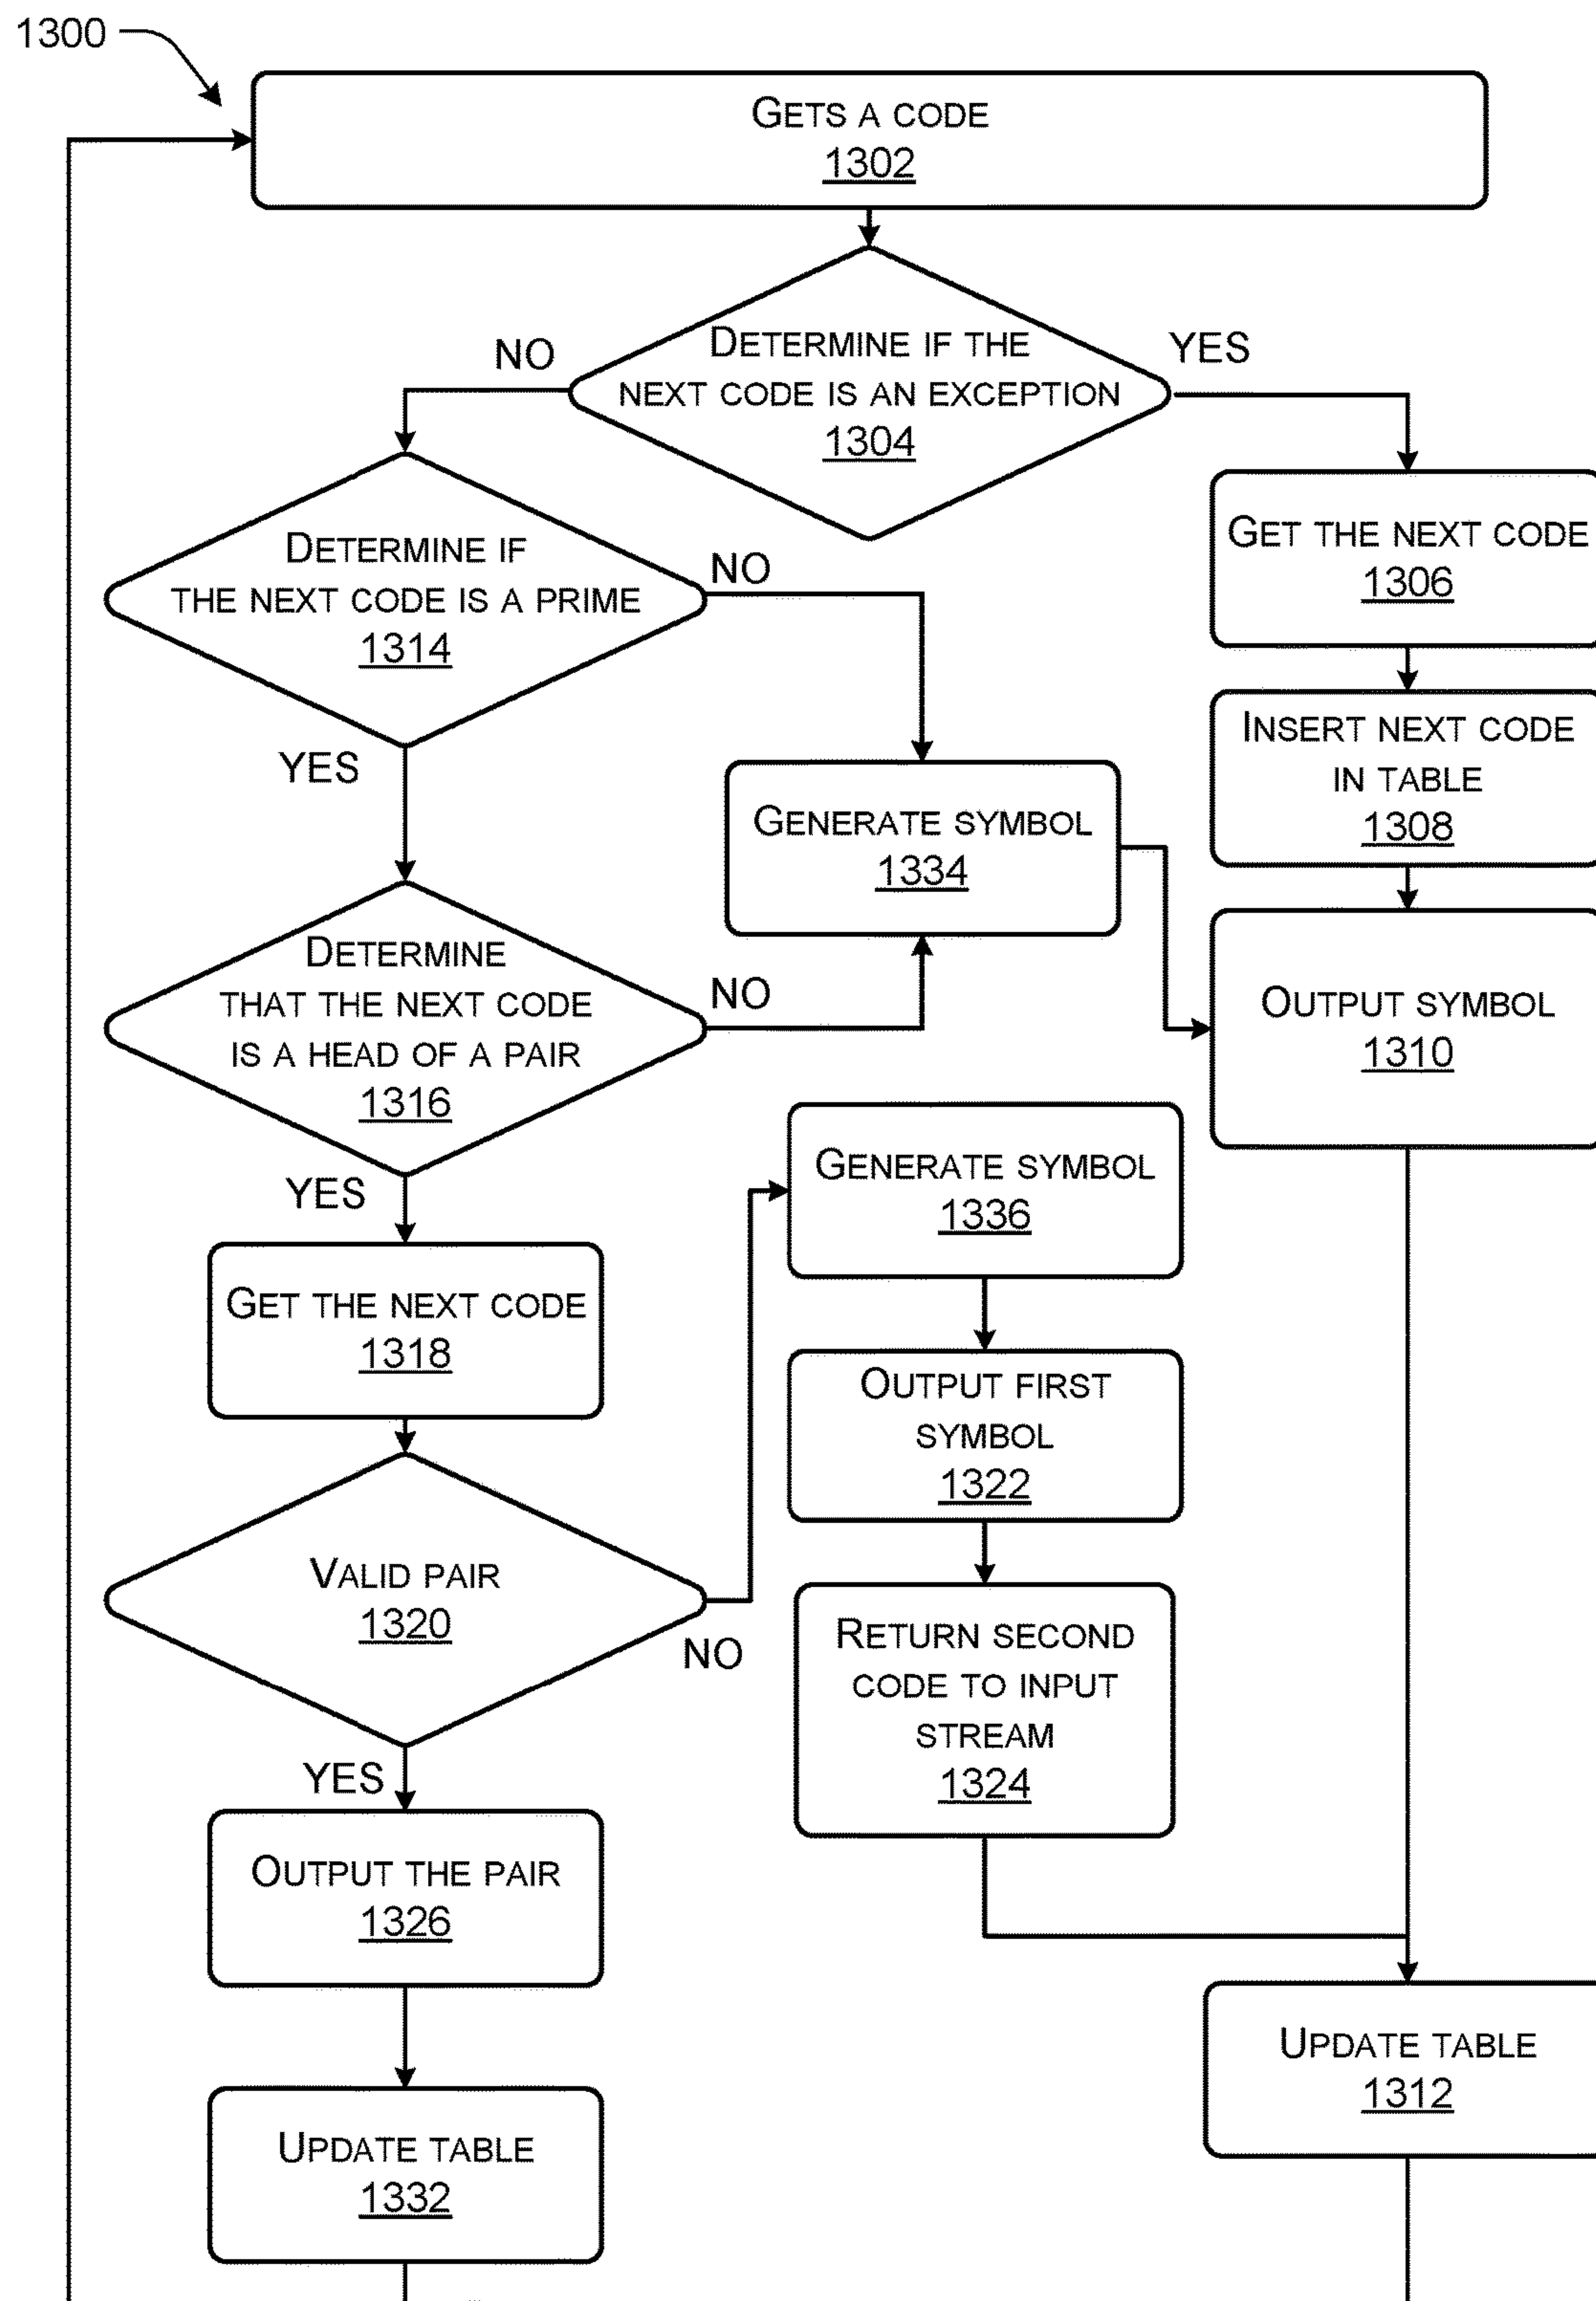 1300
GETS A CODE
1302
DETERMINE IF THE
NEXT CODE IS AN EXCEPTION
1304
NO
YES
GET THE NEXT CODE
1306
DETERMINE IF
THE NEXT CODE IS A PRIME
1314
NO
YES
INSERT NEXT CODE
IN TABLE
1308
GENERATE SYMBOL
1334
OUTPUT SYMBOL
1310
DETERMINE
THAT THE NEXT CODE
IS A HEAD OF A PAIR
1316
NO
YES
GENERATE SYMBOL
1336
GET THE NEXT CODE
1318
OUTPUT FIRST
SYMBOL
1322
VALID PAIR
1320
NO
YES
RETURN SECOND
CODE TO INPUT
STREAM
1324
OUTPUT THE PAIR
1326
UPDATE TABLE
1312
UPDATE TABLE
1332